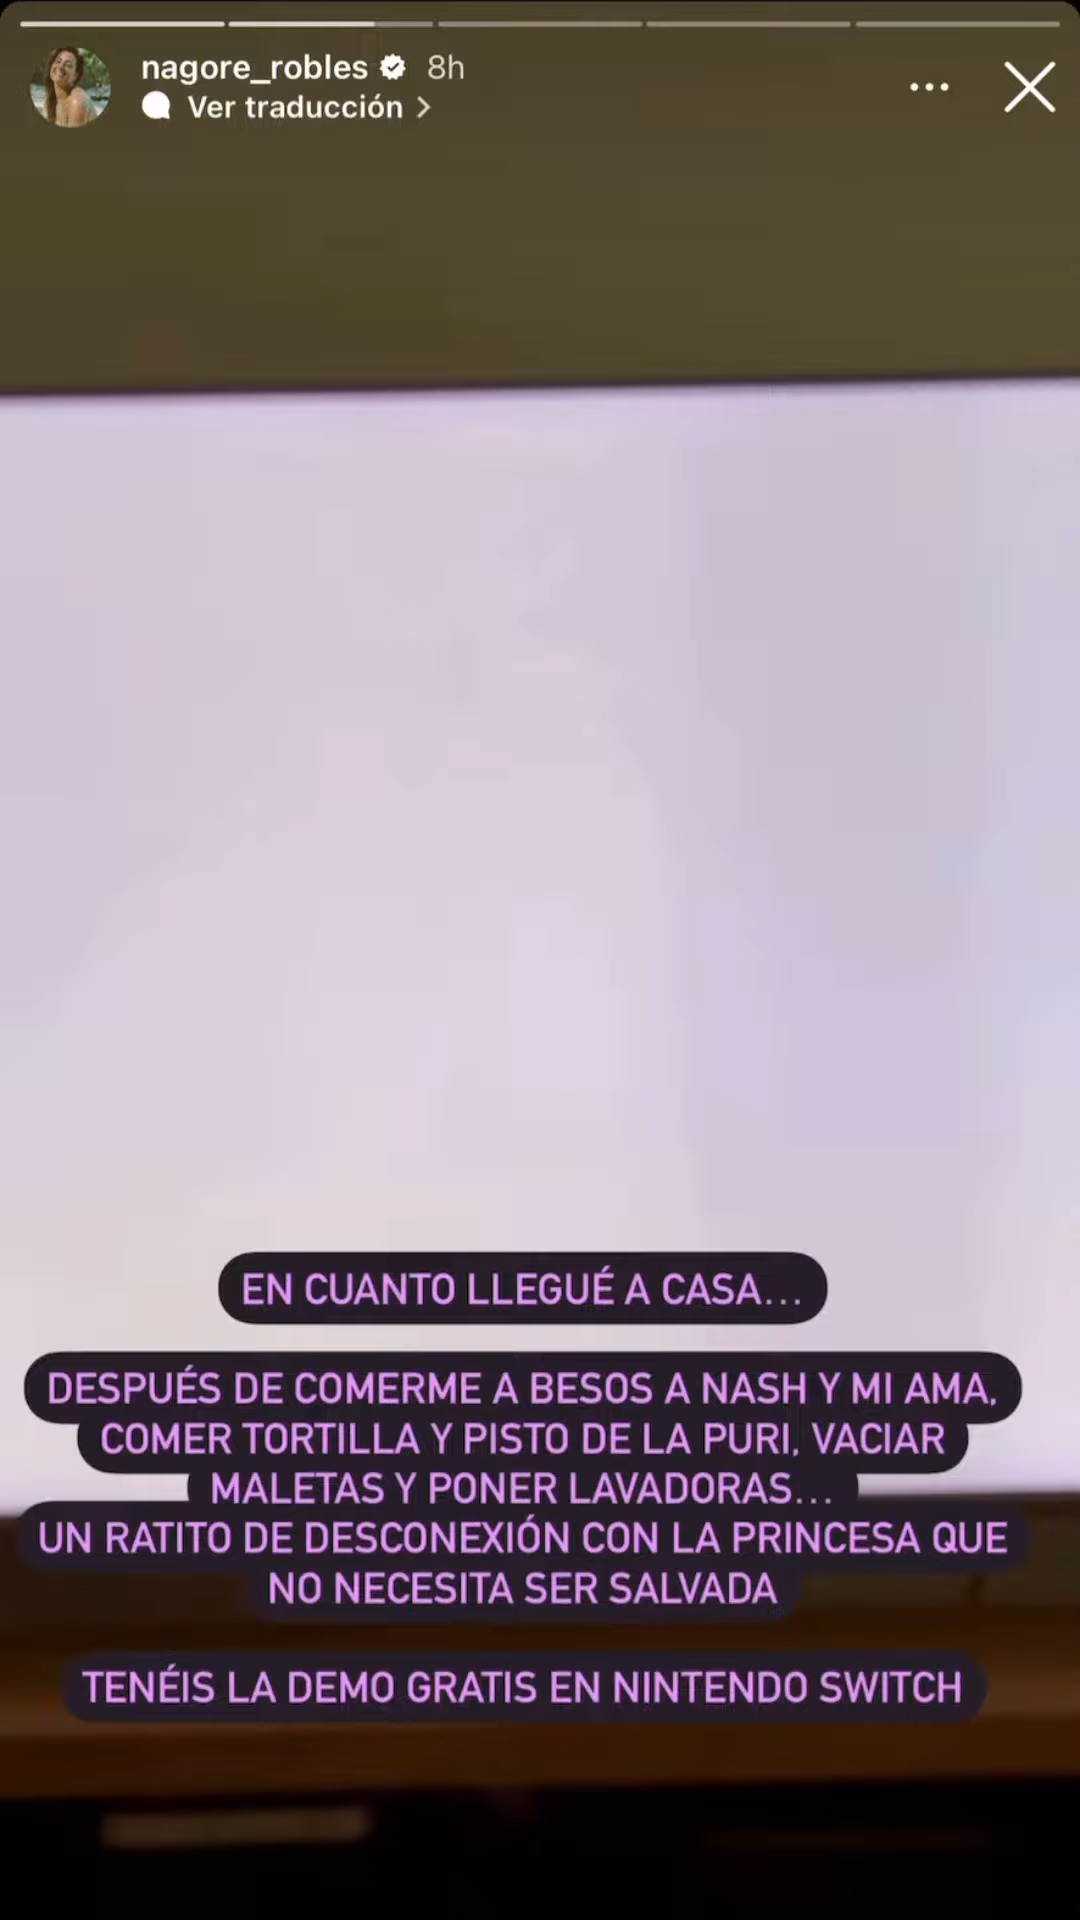 nagore_robles 8h
Ver traducción
EN CUANTO LLEGUÉ A CASA...
DESPUÉS DE COMERME A BESOS A NASH Y MI AMA,
COMER TORTILLA Y PISTO DE LA PURI, VACIAR
MALETAS Y PONER LAVADORAS...
UN RATITO DE DESCONEXIÓN CON LA PRINCESA QUE
NO NECESITA SER SALVADA
TENÉIS LA DEMO GRATIS EN NINTENDO SWITCH